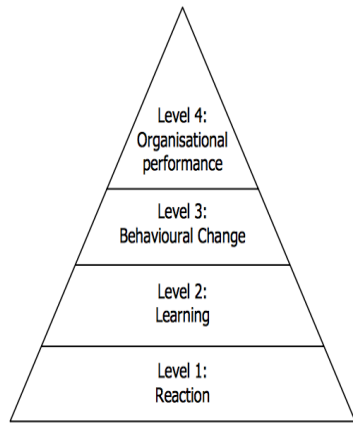 Level 4:
Organisational
performance
Level 3:
Behavioural Change
Level 2:
Learning
Level 1:
Reaction